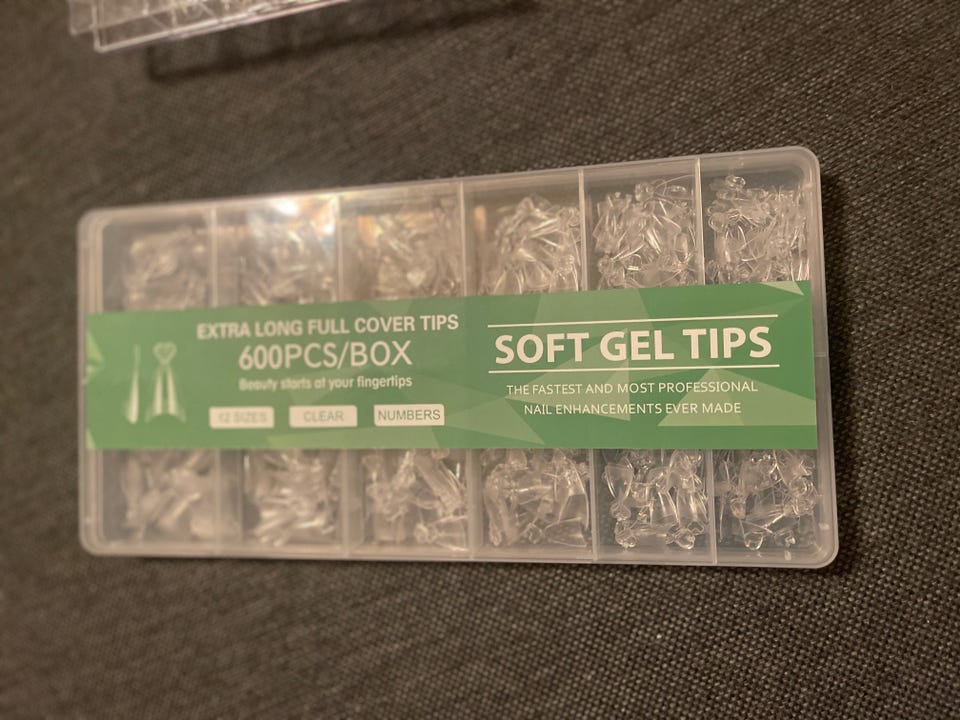 EXTRA LONG FULL COVER TIPS
600PCS/BOX
Beauty starts at your fingertips
12 SIZES CLEAR NUMBERS
SOFT GEL TIPS
THE FASTEST AND MOST PROFESSIONAL
NAIL ENHANCEMENTS EVER MADE